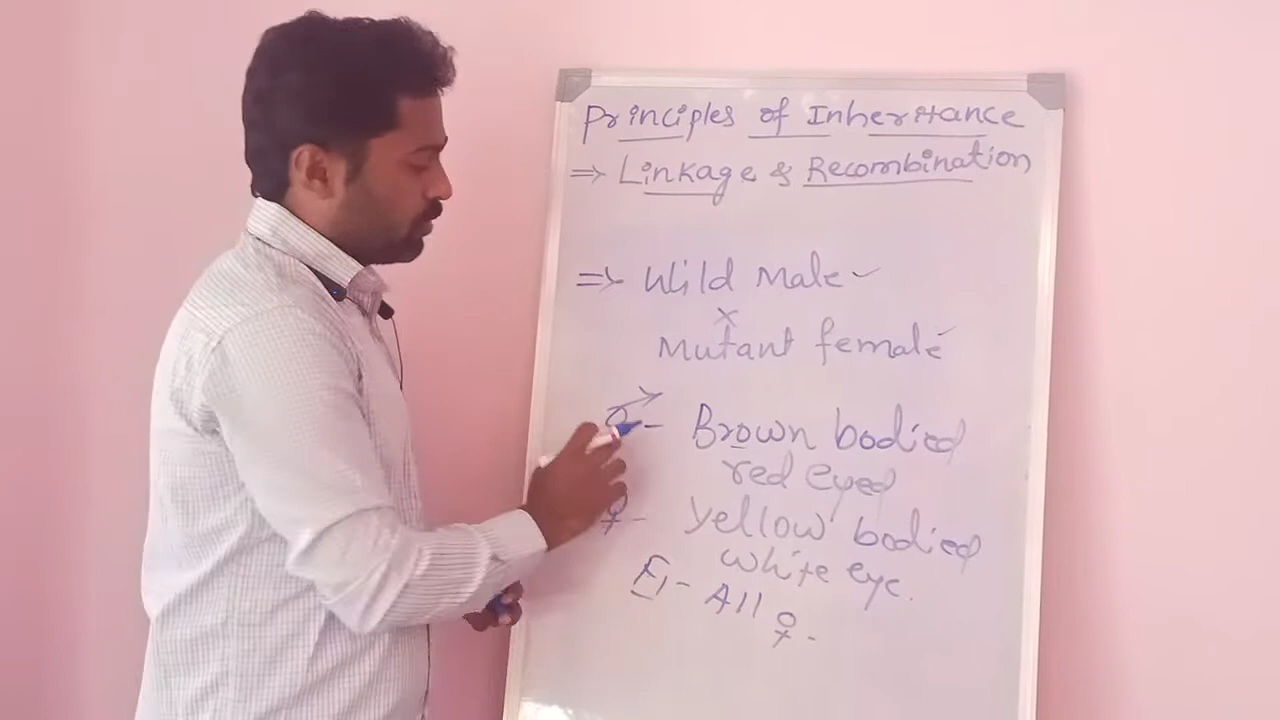 Principles of Inheritance
=> Linkage & Recombination
=> Wild Male
x
Mutant female
♂ - Brown bodied
red eyed
♀ - yellow bodied
white eye.
F1 - All ♀ -